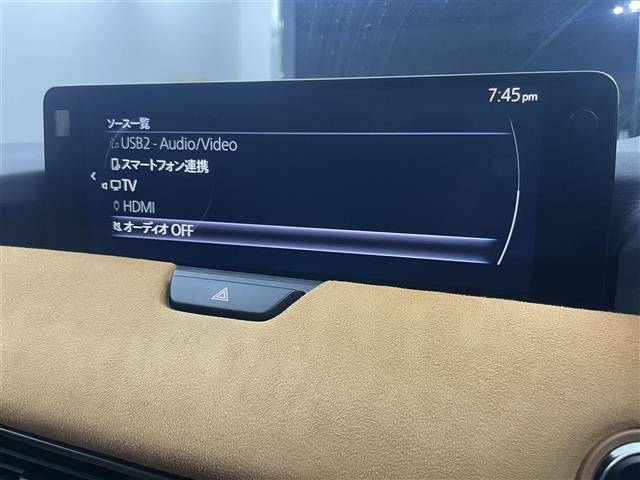 7:45pm
ソース一覧
USB2 - Audio/Video
スマートフォン連携
TV
HDMI
オーディオ OFF